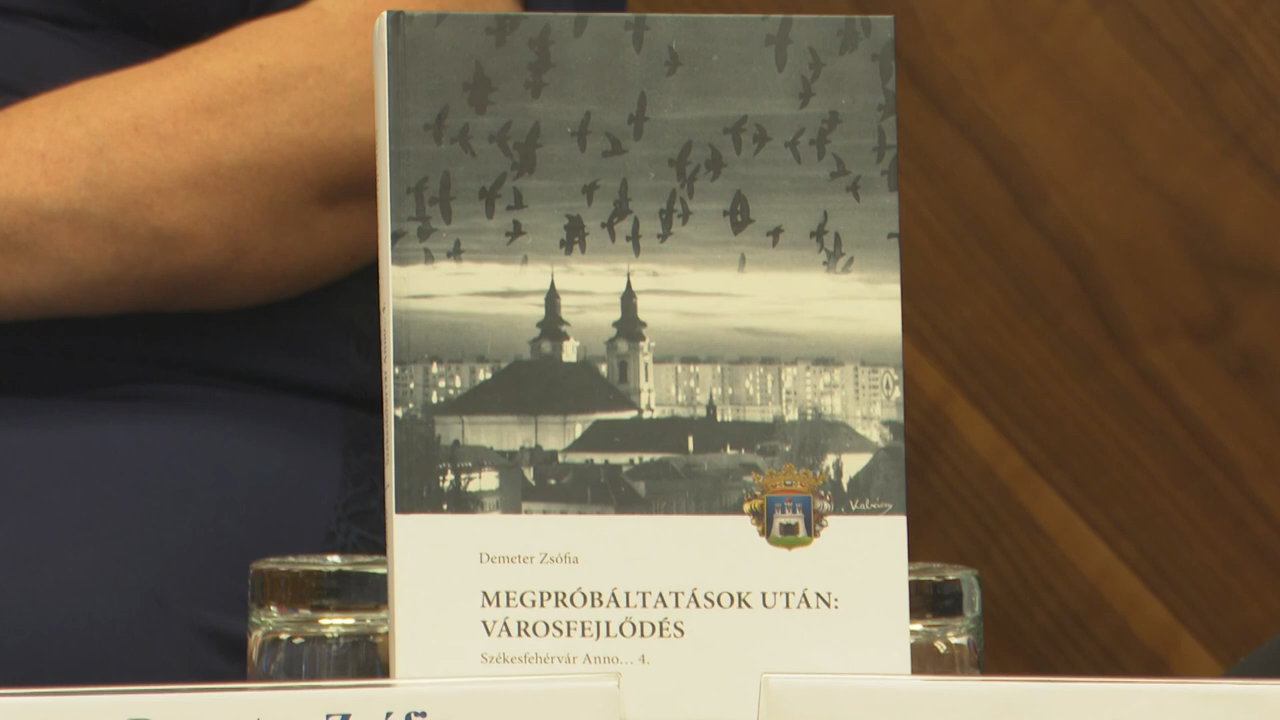 Demeter Zsófia
MEGPRÓBÁLTATÁSOK UTÁN:
VÁROSFEJLŐDÉS
Székesfehérvár Anno... 4.